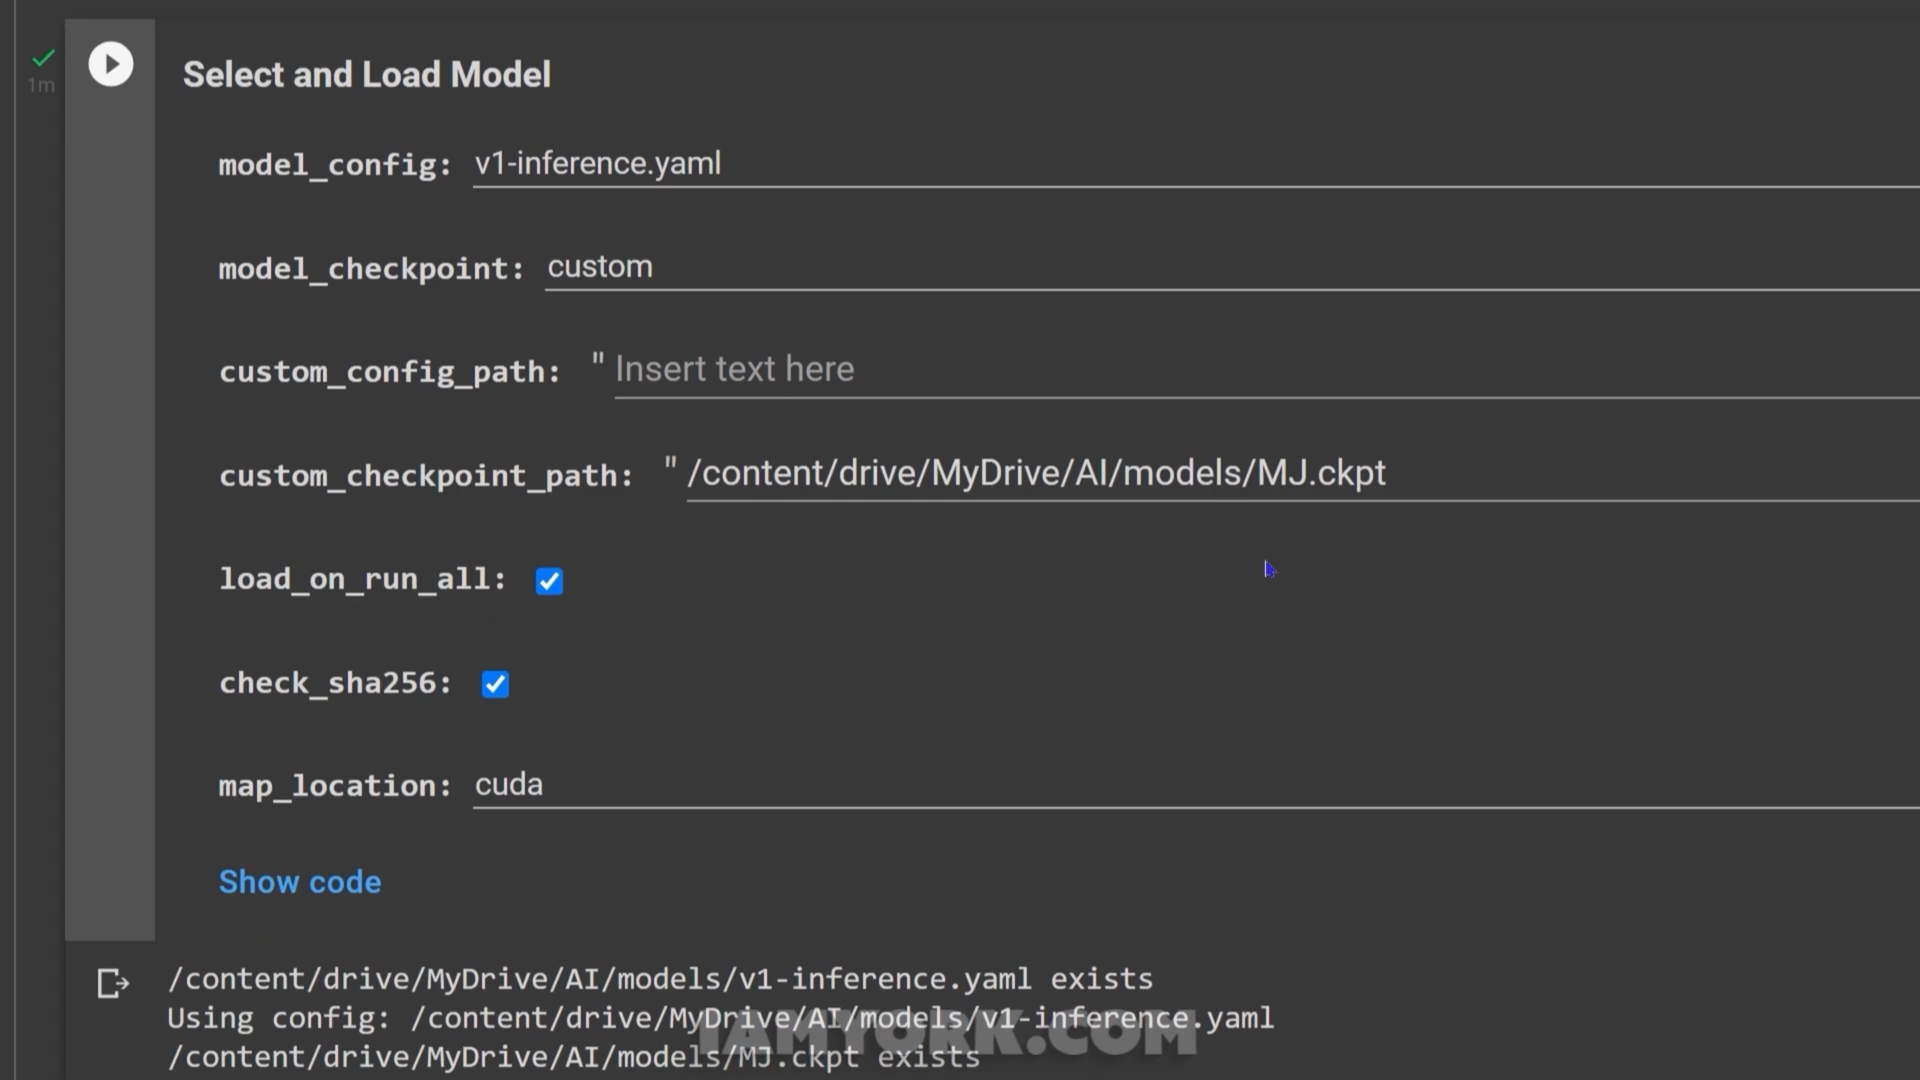 1m
Select and Load Model
model_config: v1-inference.yaml
model_checkpoint: custom
custom_config_path: " Insert text here
custom_checkpoint_path: " /content/drive/MyDrive/AI/models/MJ.ckpt
load_on_run_all:
check_sha256:
map_location: cuda
Show code
/content/drive/MyDrive/AI/models/v1-inference.yaml exists
Using config: /content/drive/MyDrive/AI/models/v1-inference.yaml
/content/drive/MyDrive/AI/models/MJ.ckpt exists
IAMYORK.COM